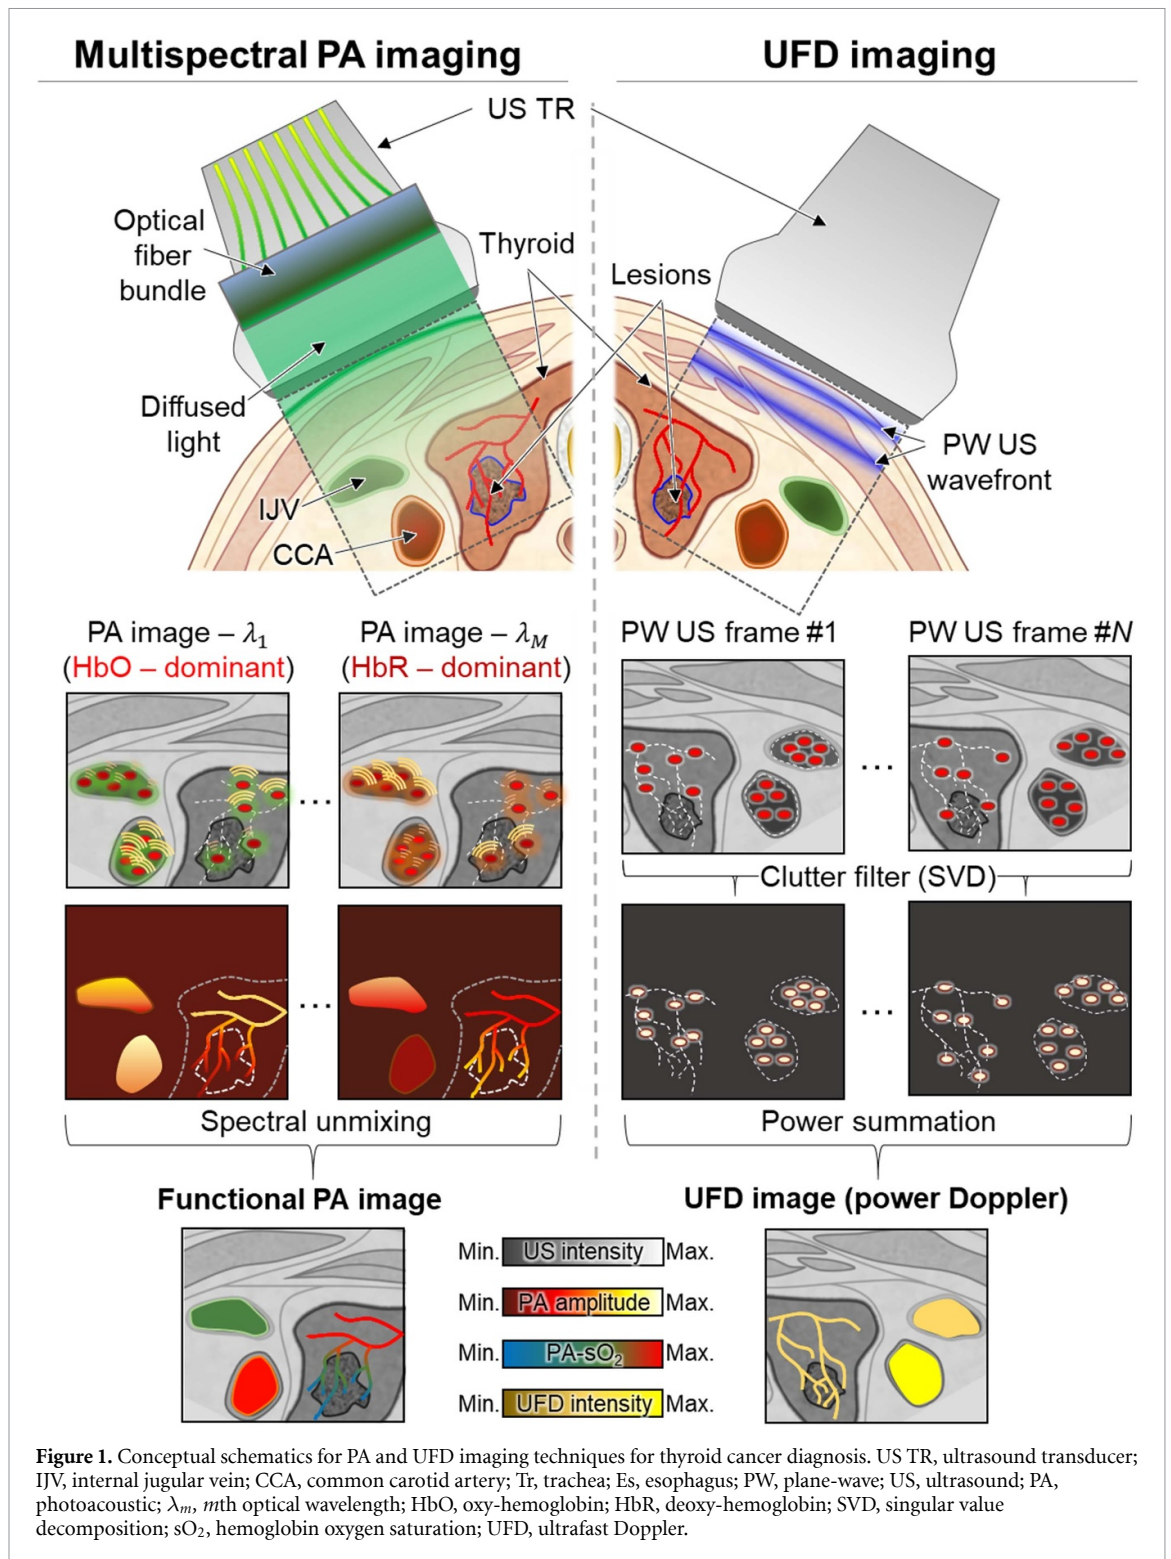 Multispectral PA imaging
UFD imaging
US TR
Optical
fiber
bundle
Thyroid
Lesions
Diffused
light
PW US
wavefront
IJV
CCA
PA image – λ1
(HbO – dominant)
PA image – λM
(HbR – dominant)
PW US frame #1
PW US frame #N
...
...
Clutter filter (SVD)
...
...
Spectral unmixing
Power summation
Functional PA image
UFD image (power Doppler)
Min. US intensity Max.
Min. PA amplitude Max.
Min. PA-sO2 Max.
Min. UFD intensity Max.
Figure 1. Conceptual schematics for PA and UFD imaging techniques for thyroid cancer diagnosis. US TR, ultrasound transducer;
IJV, internal jugular vein; CCA, common carotid artery; Tr, trachea; Es, esophagus; PW, plane-wave; US, ultrasound; PA,
photoacoustic; λm, mth optical wavelength; HbO, oxy-hemoglobin; HbR, deoxy-hemoglobin; SVD, singular value
decomposition; sO2, hemoglobin oxygen saturation; UFD, ultrafast Doppler.